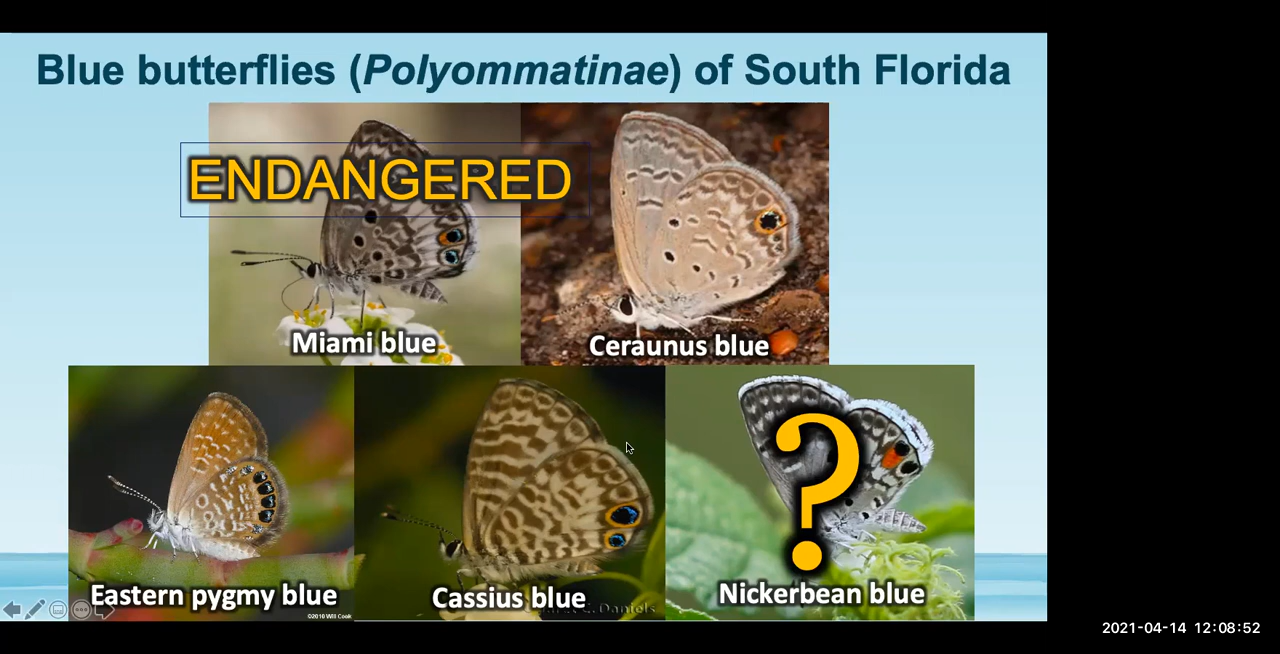 Blue butterflies (Polyommatinae) of South Florida
ENDANGERED
Miami blue
Ceraunus blue
?
Eastern pygmy blue
Cassius blue
Nickerbean blue
©2010 Will Cook
Daniels
2021-04-14 12:08:52